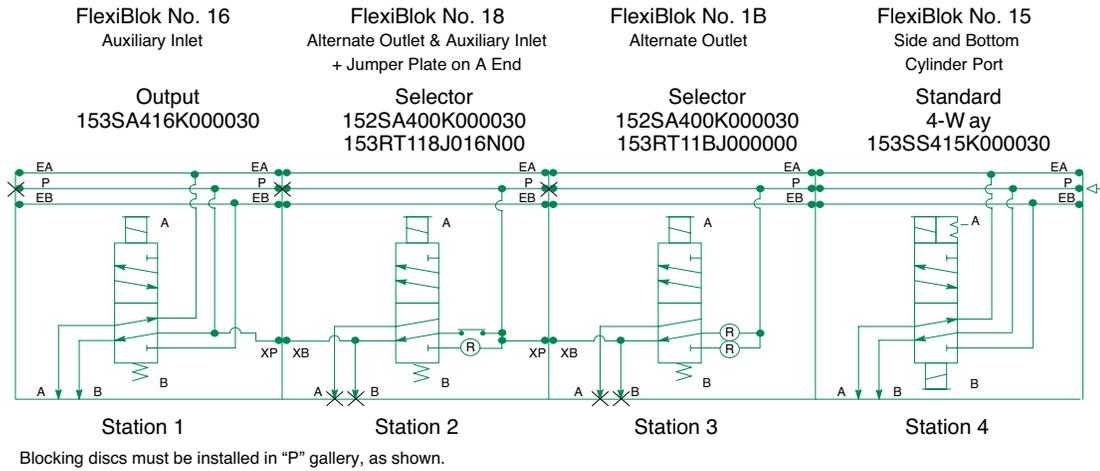 FlexiBlok No. 16
Auxiliary Inlet
FlexiBlok No. 18
Alternate Outlet & Auxiliary Inlet
+ Jumper Plate on A End
FlexiBlok No. 1B
Alternate Outlet
FlexiBlok No. 15
Side and Bottom
Cylinder Port
Output
153SA416K000030
Selector
152SA400K000030
153RT118J016N00
Selector
152SA400K000030
153RT11BJ000000
Standard
4-W ay
153SS415K000030
EA EA EA EA
P P P P
EB EB EB EB
A A A A
R R
R
XP XB XP XB
B B B B
A B A B A B A B
Station 1 Station 2 Station 3 Station 4
Blocking discs must be installed in “P” gallery, as shown.